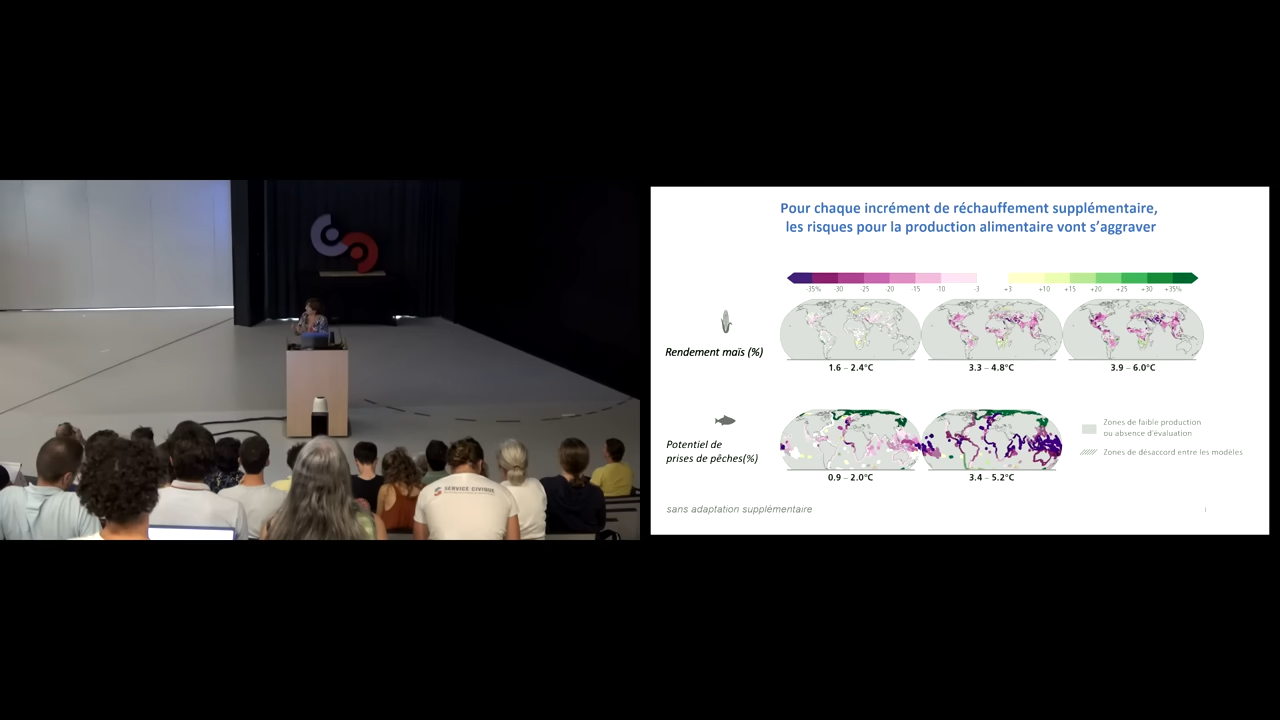 SERVICE CIVIQUE
Pour chaque incrément de réchauffement supplémentaire,
les risques pour la production alimentaire vont s’aggraver
-35% -30 -25 -20 -15 -10 -3 +3 +10 +15 +20 +25 +30 +35%
Rendement maïs (%)
1.6 – 2.4°C 3.3 – 4.8°C 3.9 – 6.0°C
Zones de faible production
ou absence d'évaluation
Potentiel de
prises de pêches(%)
Zones de désaccord entre les modèles
0.9 – 2.0°C 3.4 – 5.2°C
sans adaptation supplémentaire